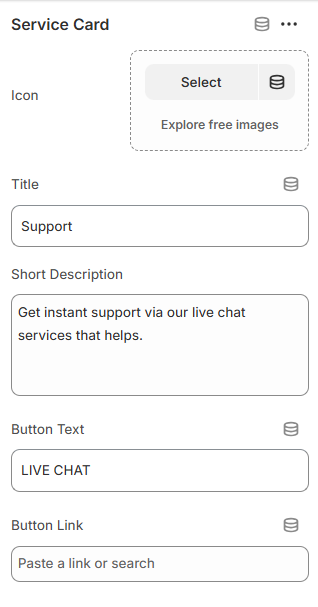 Service Card
Icon
Select
Explore free images
Title
Support
Short Description
Get instant support via our live chat
services that helps.
Button Text
LIVE CHAT
Button Link
Paste a link or search